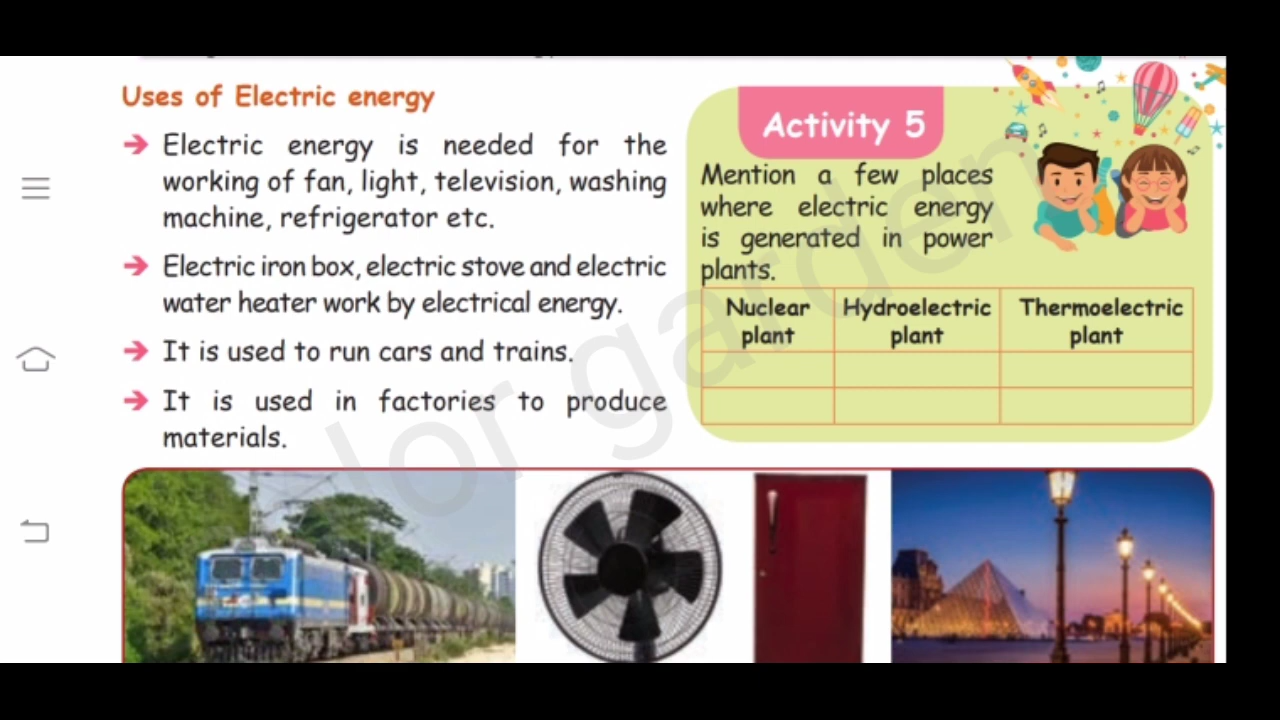 Uses of Electric energy
➔ Electric energy is needed for the
working of fan, light, television, washing
machine, refrigerator etc.
➔ Electric iron box, electric stove and electric
water heater work by electrical energy.
➔ It is used to run cars and trains.
➔ It is used in factories to produce
materials.
Activity 5
Mention a few places
where electric energy
is generated in power
plants.
Nuclear plant
Hydroelectric plant
Thermoelectric plant
lor garden